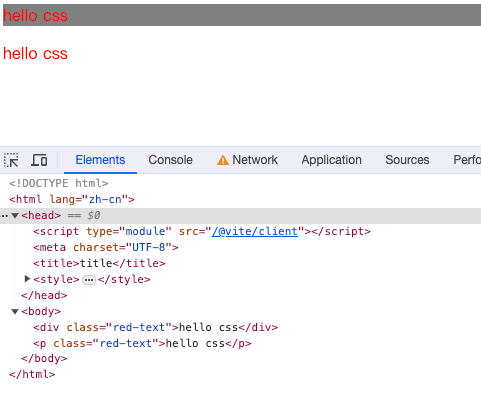 hello css
hello css
Elements Console Network Application Sources Perfo
<!DOCTYPE html>
<html lang="zh-cn">
··· ▼<head> == $0
<script type="module" src="/@vite/client"></script>
<meta charset="UTF-8">
<title>title</title>
▶<style>···</style>
</head>
▼<body>
<div class="red-text">hello css</div>
<p class="red-text">hello css</p>
</body>
</html>